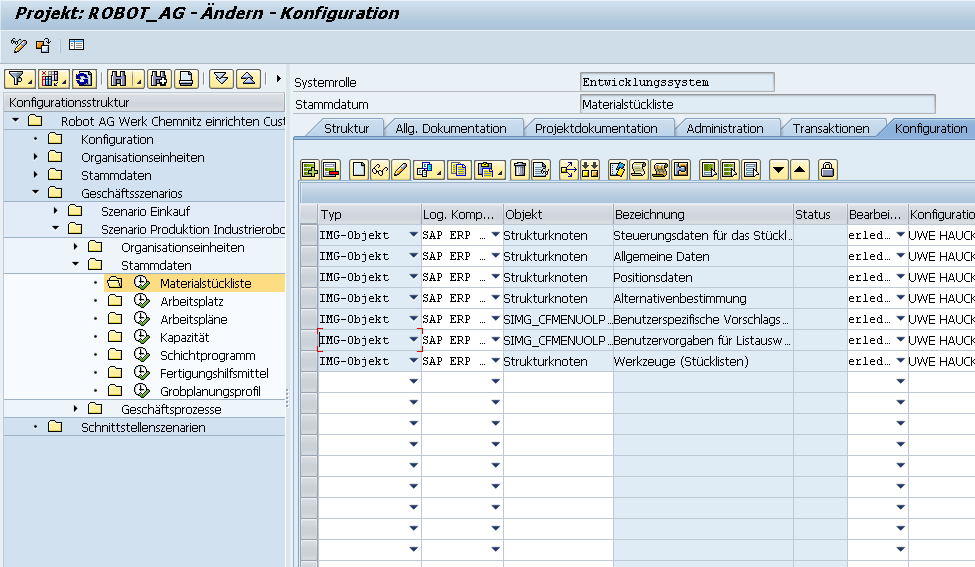 Projekt: ROBOT_AG - Ändern - Konfiguration
Systemrolle Entwicklungssystem
Stammdatum Materialstückliste
Struktur Allg. Dokumentation Projektdokumentation Administration Transaktionen Konfiguration
Konfigurationsstruktur
Robot AG Werk Chemnitz einrichten Cust
Konfiguration
Organisationseinheiten
Stammdaten
Geschäftsszenarios
Szenario Einkauf
Szenario Produktion Industrierobo
Organisationseinheiten
Stammdaten
Materialstückliste
Arbeitsplatz
Arbeitspläne
Kapazität
Schichtprogramm
Fertigungshilfsmittel
Grobplanungsprofil
Geschäftsprozesse
Schnittstellenszenarien
Typ Log. Komp... Objekt Bezeichnung Status Bearbei... Konfiguratio
IMG-Objekt SAP ERP ... Strukturknoten Steuerungsdaten für das Stückl... erled... UWE HAUCK
IMG-Objekt SAP ERP ... Strukturknoten Allgemeine Daten erled... UWE HAUCK
IMG-Objekt SAP ERP ... Strukturknoten Positionsdaten erled... UWE HAUCK
IMG-Objekt SAP ERP ... Strukturknoten Alternativenbestimmung erled... UWE HAUCK
IMG-Objekt SAP ERP ... SIMG_CFMENUOLP... Benutzerspezifische Vorschlags... erled... UWE HAUCK
IMG-Objekt SAP ERP ... SIMG_CFMENUOLP... Benutzervorgaben für Listausw... erled... UWE HAUCK
IMG-Objekt SAP ERP ... Strukturknoten Werkzeuge (Stücklisten) erled... UWE HAUCK